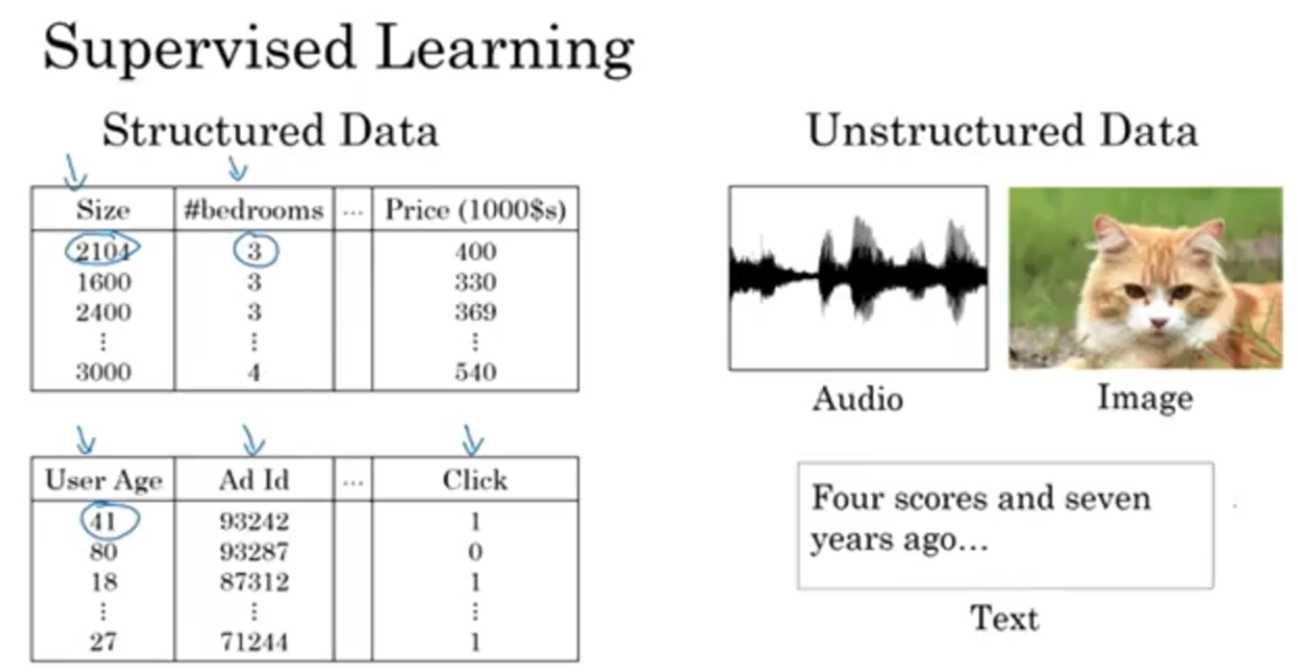 Supervised Learning
Structured Data
Size #bedrooms ... Price (1000$s)
2104 3 400
1600 3 330
2400 3 369
⋮ ⋮ ⋮
3000 4 540
User Age Ad Id ... Click
41 93242 1
80 93287 0
18 87312 1
⋮ ⋮ ⋮
27 71244 1
Unstructured Data
Audio Image
Four scores and seven
years ago...
Text